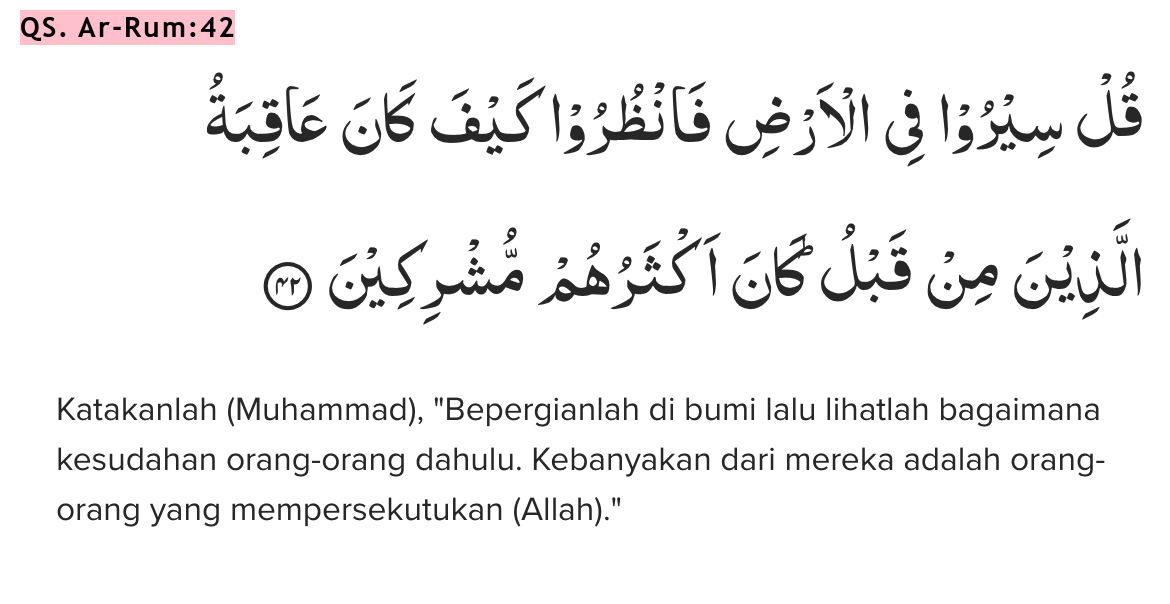 QS. Ar-Rum:42
قُلْ سِيْرُوْا فِى الْاَرْضِ فَانْظُرُوْا كَيْفَ كَانَ عَاقِبَةُ
الَّذِيْنَ مِنْ قَبْلُۗ كَانَ اَكْثَرُهُمْ مُّشْرِكِيْنَ ٤٢
Katakanlah (Muhammad), "Bepergianlah di bumi lalu lihatlah bagaimana
kesudahan orang-orang dahulu. Kebanyakan dari mereka adalah orang-
orang yang mempersekutukan (Allah)."